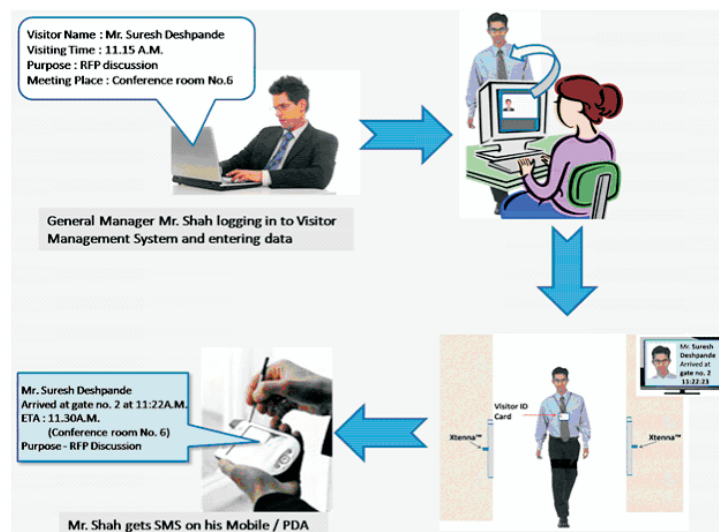 Visitor Name : Mr. Suresh Deshpande
Visiting Time : 11.15 A.M.
Purpose : RFP discussion
Meeting Place : Conference room No.6
General Manager Mr. Shah logging in to Visitor
Management System and entering data
Mr. Suresh
Deshpande
Arrived at
gate no. 2
11:22:23
Visitor ID
Card
Xtenna™
Xtenna™
Mr. Suresh Deshpande
Arrived at gate no. 2 at 11:22A.M.
ETA : 11.30A.M.
(Conference room No. 6)
Purpose - RFP Discussion
Mr. Shah gets SMS on his Mobile / PDA